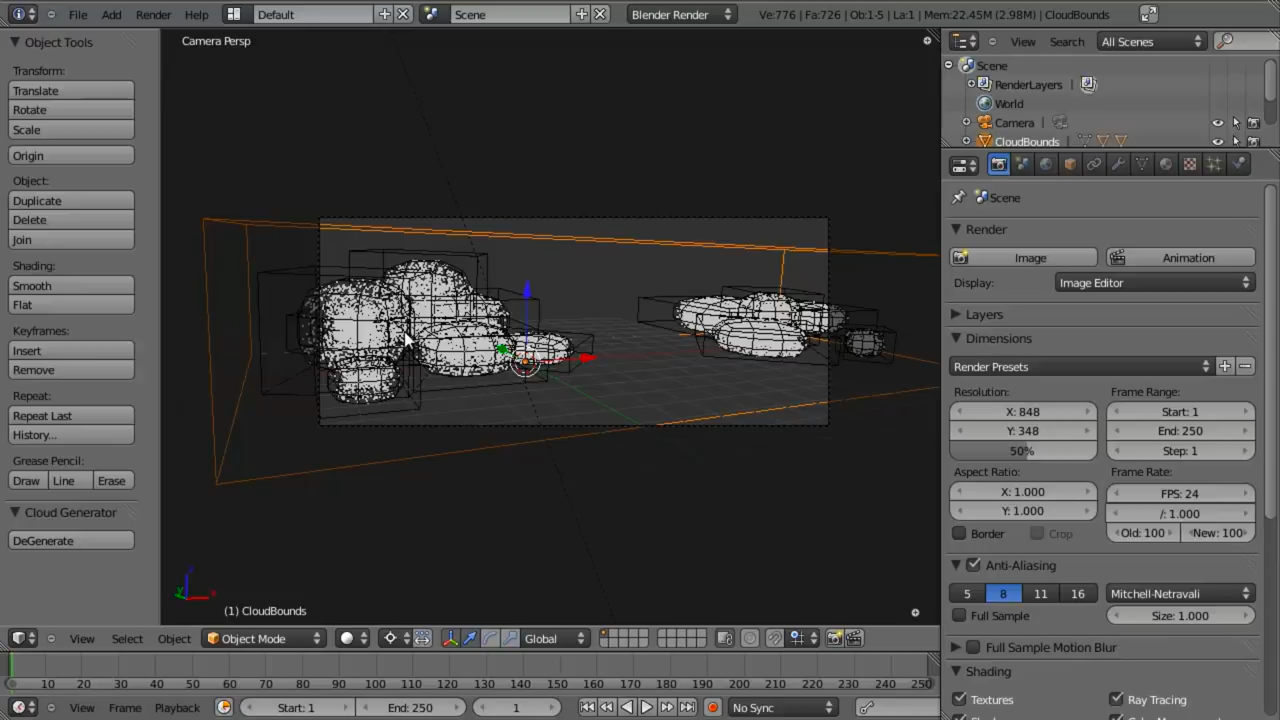 File Add Render Help Default Scene Blender Render Ve:776 | Fa:726 | Ob:1-5 | La:1 | Mem:22.45M (2.98M) | CloudBounds
Object Tools
Transform:
Translate
Rotate
Scale
Origin
Object:
Duplicate
Delete
Join
Shading:
Smooth
Flat
Keyframes:
Insert
Remove
Repeat:
Repeat Last
History...
Grease Pencil:
Draw Line Erase
Cloud Generator
DeGenerate
Camera Persp
(1) CloudBounds
View Select Object Object Mode Global
10 20 30 40 50 60 70 80 90 100 110 120 130 140 150 160 170 180 190 200 210 220 230 240 250
View Frame Playback Start: 1 End: 250 1 No Sync
View Search All Scenes
Scene
RenderLayers |
World
Camera |
CloudBounds |
Scene
Render
Image Animation
Display: Image Editor
Layers
Dimensions
Render Presets
Resolution: Frame Range:
X: 848 Start: 1
Y: 348 End: 250
50% Step: 1
Aspect Ratio: Frame Rate:
X: 1.000 FPS: 24
Y: 1.000 /: 1.000
Border Crop Old: 100 New: 100
Anti-Aliasing
5 8 11 16 Mitchell-Netravali
Full Sample Size: 1.000
Full Sample Motion Blur
Shading
Textures Ray Tracing